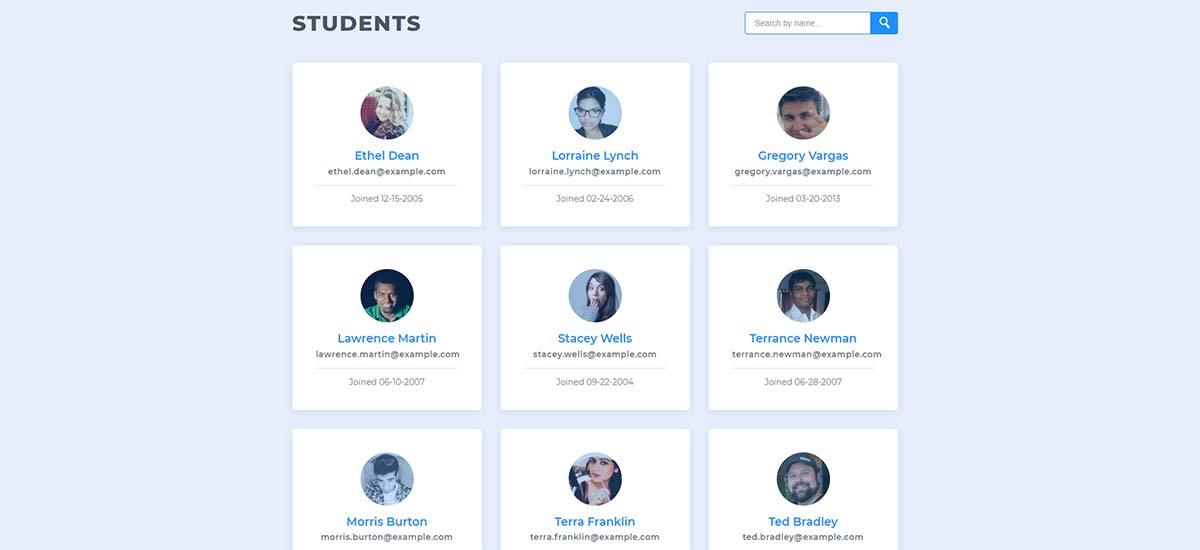 STUDENTS
Search by name...
Ethel Dean
ethel.dean@example.com
Joined 12-15-2005
Lorraine Lynch
lorraine.lynch@example.com
Joined 02-24-2006
Gregory Vargas
gregory.vargas@example.com
Joined 03-20-2013
Lawrence Martin
lawrence.martin@example.com
Joined 06-10-2007
Stacey Wells
stacey.wells@example.com
Joined 09-22-2004
Terrance Newman
terrance.newman@example.com
Joined 06-28-2007
Morris Burton
morris.burton@example.com
Terra Franklin
terra.franklin@example.com
Ted Bradley
ted.bradley@example.com